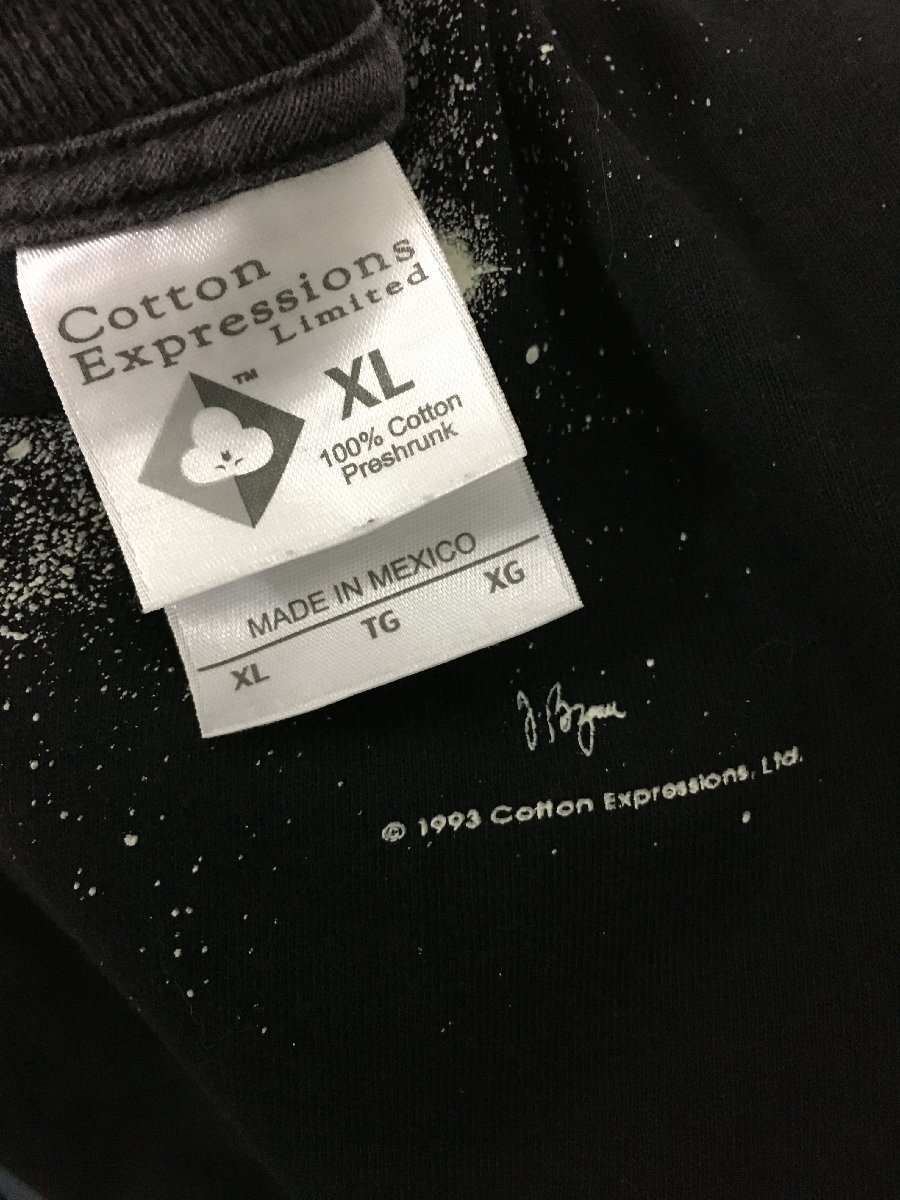 Cotton
Expressions
Limited
™
XL
100% Cotton
Preshrunk
MADE IN MEXICO
XL TG XG
© 1993 Cotton Expressions, Ltd.